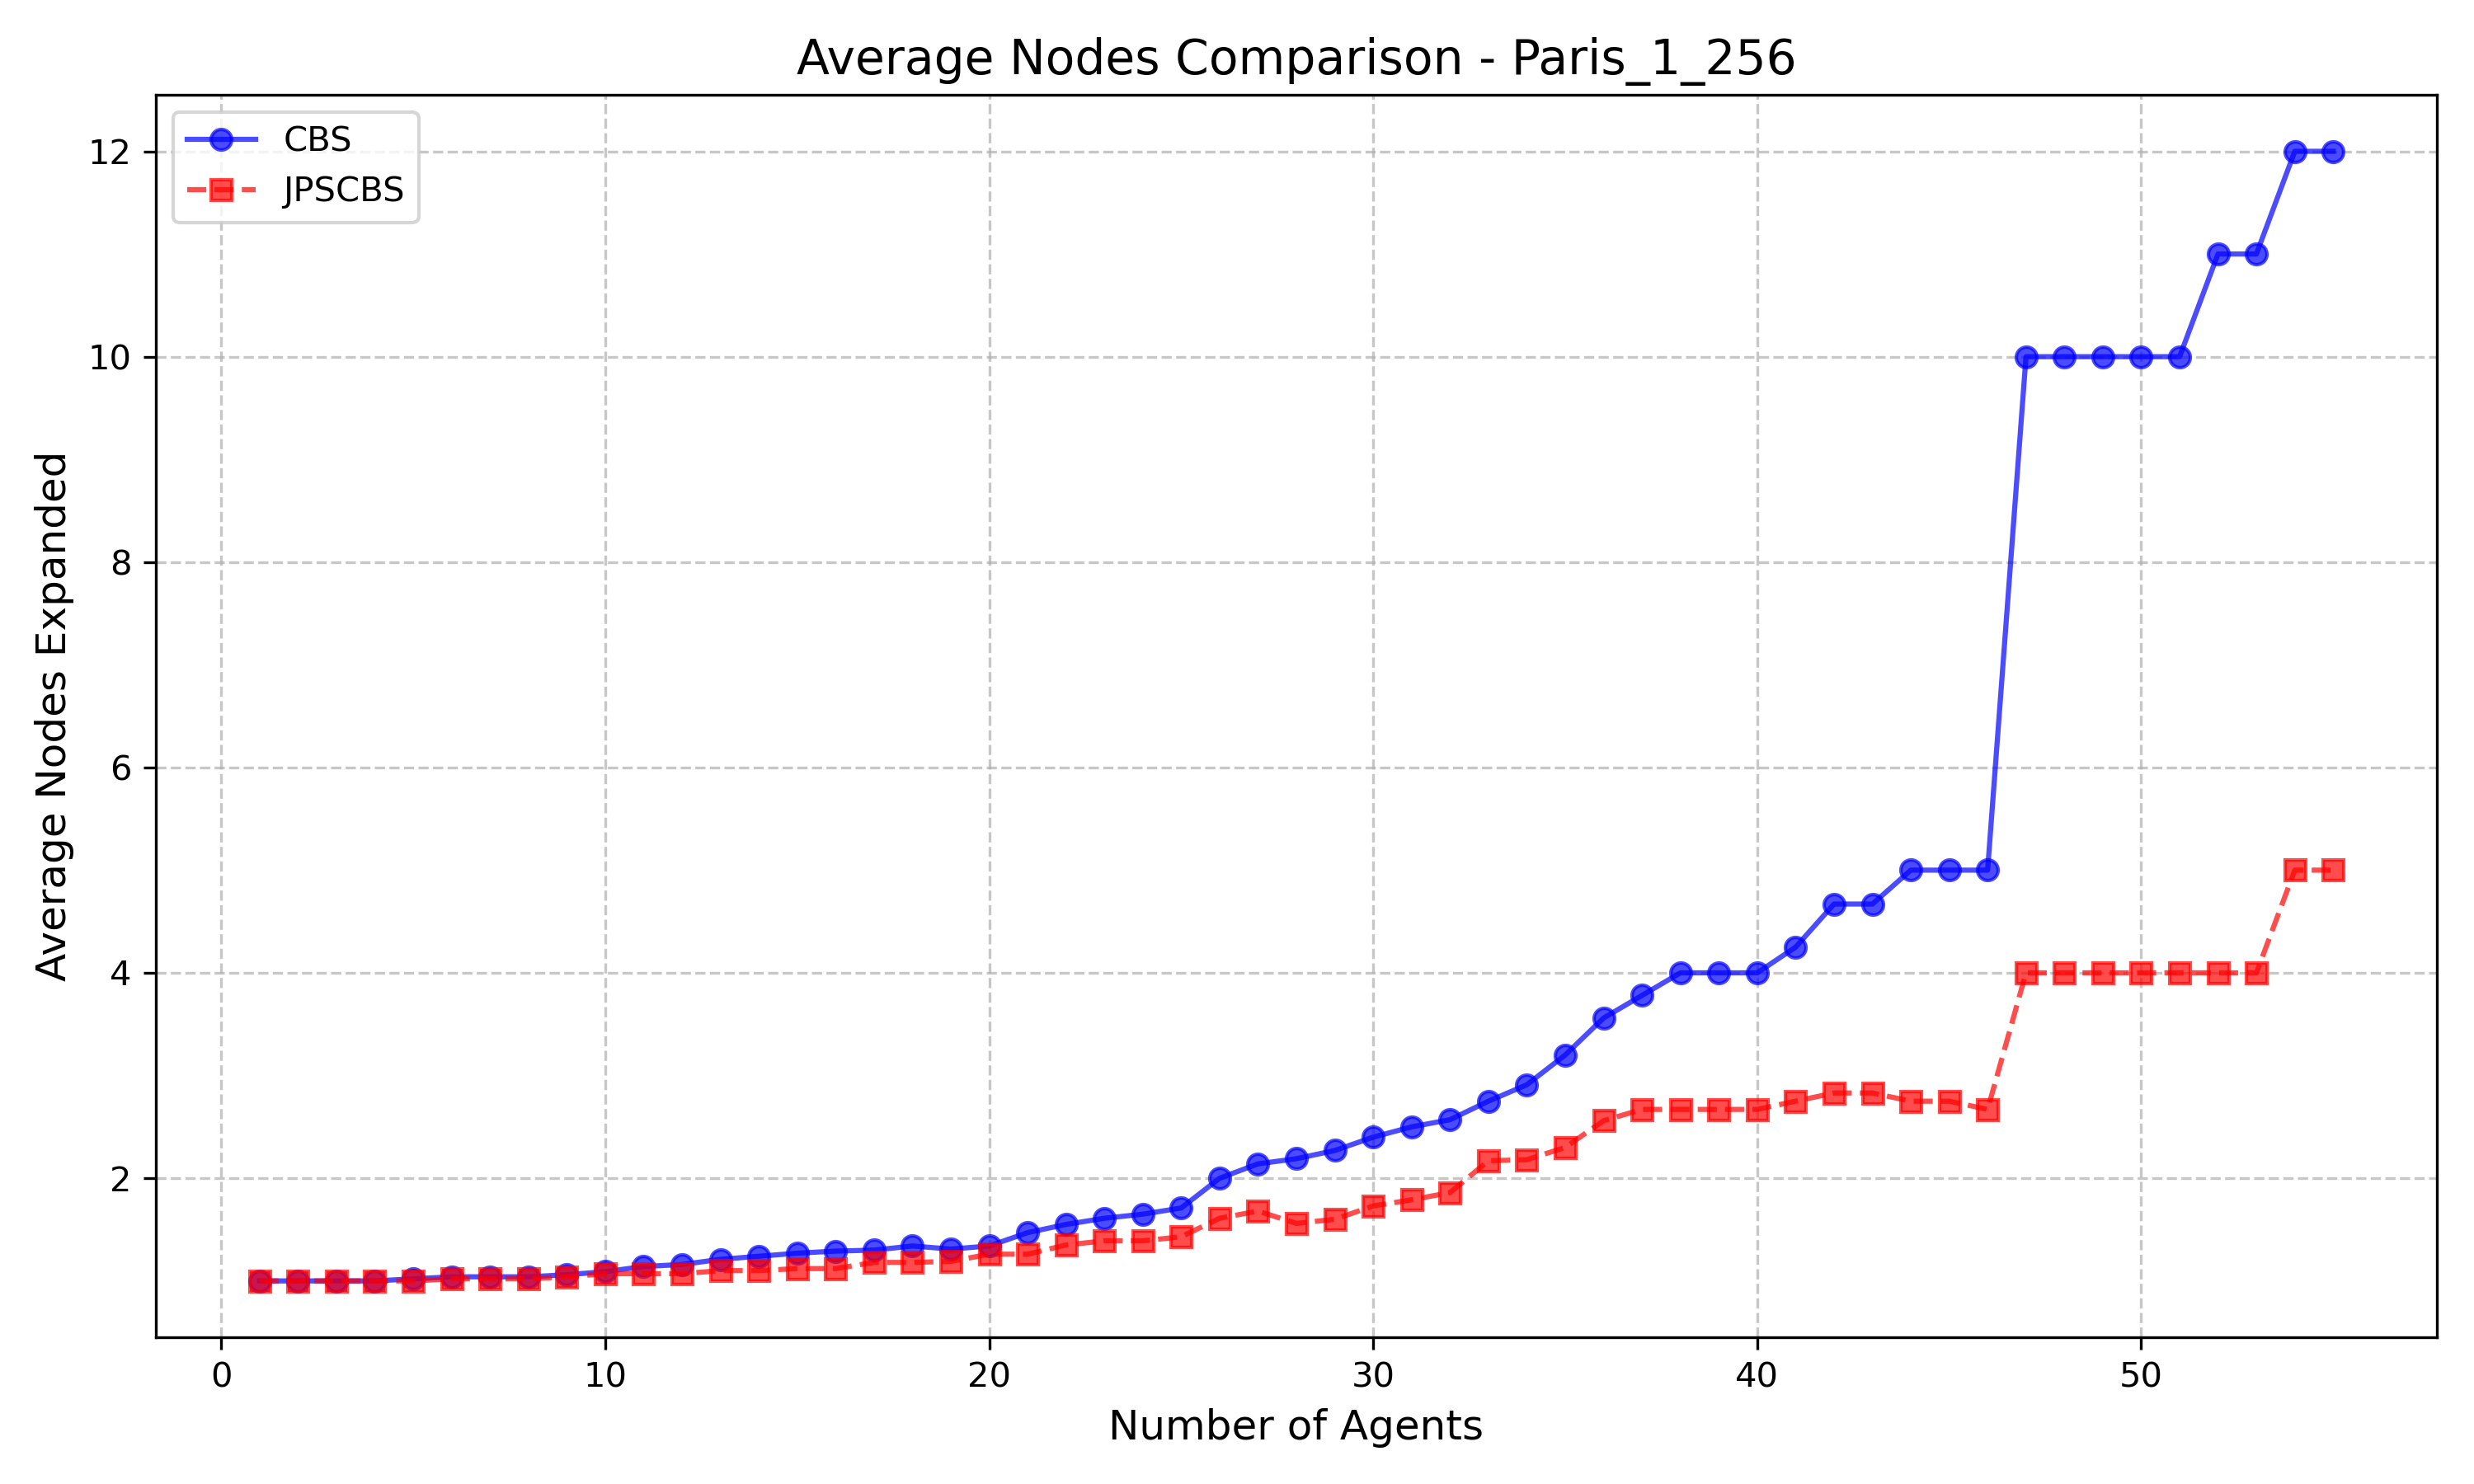 Average Nodes Comparison - Paris_1_256
CBS
JPSCBS
Average Nodes Expanded
12
10
8
6
4
2
0 10 20 30 40 50
Number of Agents